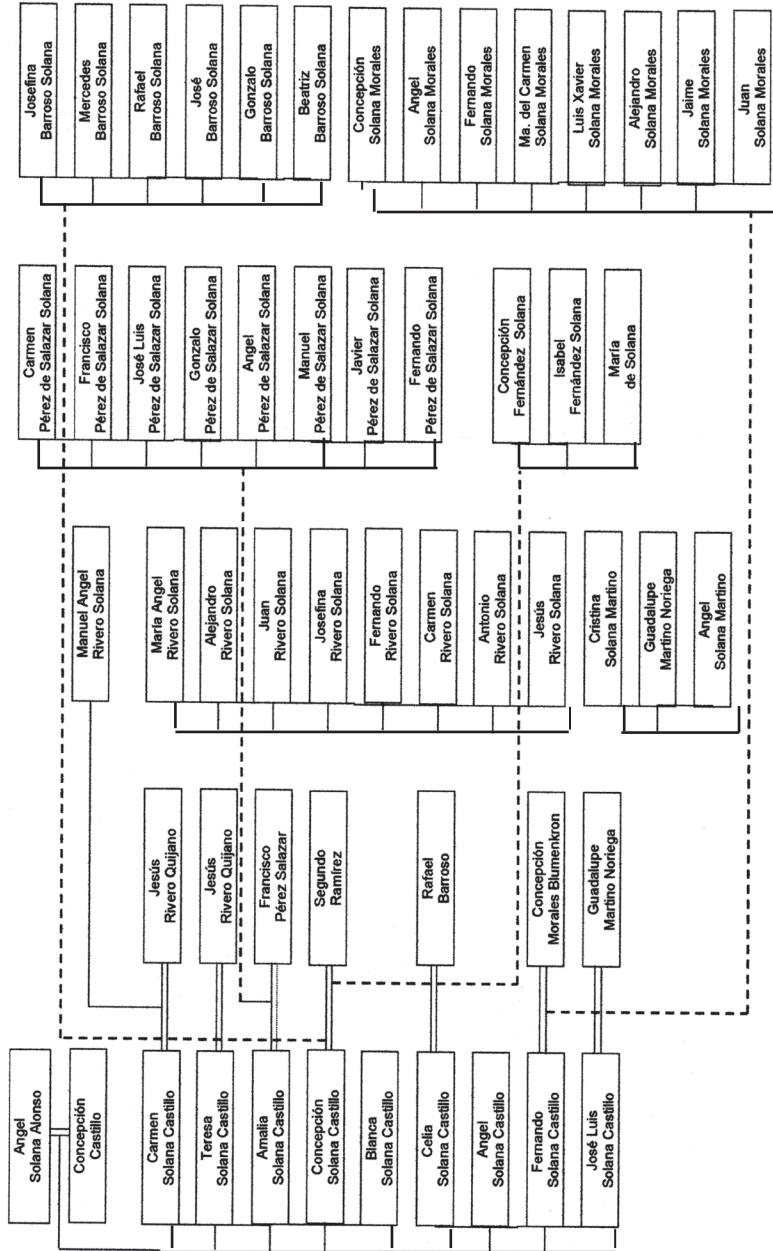 Angel
Solana Alonso
Concepción
Castillo
Carmen
Solana Castillo
Teresa
Solana Castillo
Amalia
Solana Castillo
Concepción
Solana Castillo
Blanca
Solana Castillo
Celia
Solana Castillo
Angel
Solana Castillo
Fernando
Solana Castillo
José Luis
Solana Castillo
Jesús
Rivero Quijano
Jesús
Rivero Quijano
Francisco
Pérez Salazar
Segundo
Ramírez
Rafael
Barroso
Concepción
Morales Blumenkron
Guadalupe
Martino Noriega
Manuel Angel
Rivero Solana
María Angel
Rivero Solana
Alejandro
Rivero Solana
Juan
Rivero Solana
Josefina
Rivero Solana
Fernando
Rivero Solana
Carmen
Rivero Solana
Antonio
Rivero Solana
Jesús
Rivero Solana
Cristina
Solana Martino
Guadalupe
Martino Noriega
Angel
Solana Martino
Carmen
Pérez de Salazar Solana
Francisco
Pérez de Salazar Solana
José Luis
Pérez de Salazar Solana
Gonzalo
Pérez de Salazar Solana
Angel
Pérez de Salazar Solana
Manuel
Pérez de Salazar Solana
Javier
Pérez de Salazar Solana
Fernando
Pérez de Salazar Solana
Concepción
Fernández Solana
Isabel
Fernández Solana
María
de Solana
Josefina
Barroso Solana
Mercedes
Barroso Solana
Rafael
Barroso Solana
José
Barroso Solana
Gonzalo
Barroso Solana
Beatriz
Barroso Solana
Concepción
Solana Morales
Angel
Solana Morales
Fernando
Solana Morales
Ma. del Carmen
Solana Morales
Luis Xavier
Solana Morales
Alejandro
Solana Morales
Jaime
Solana Morales
Juan
Solana Morales